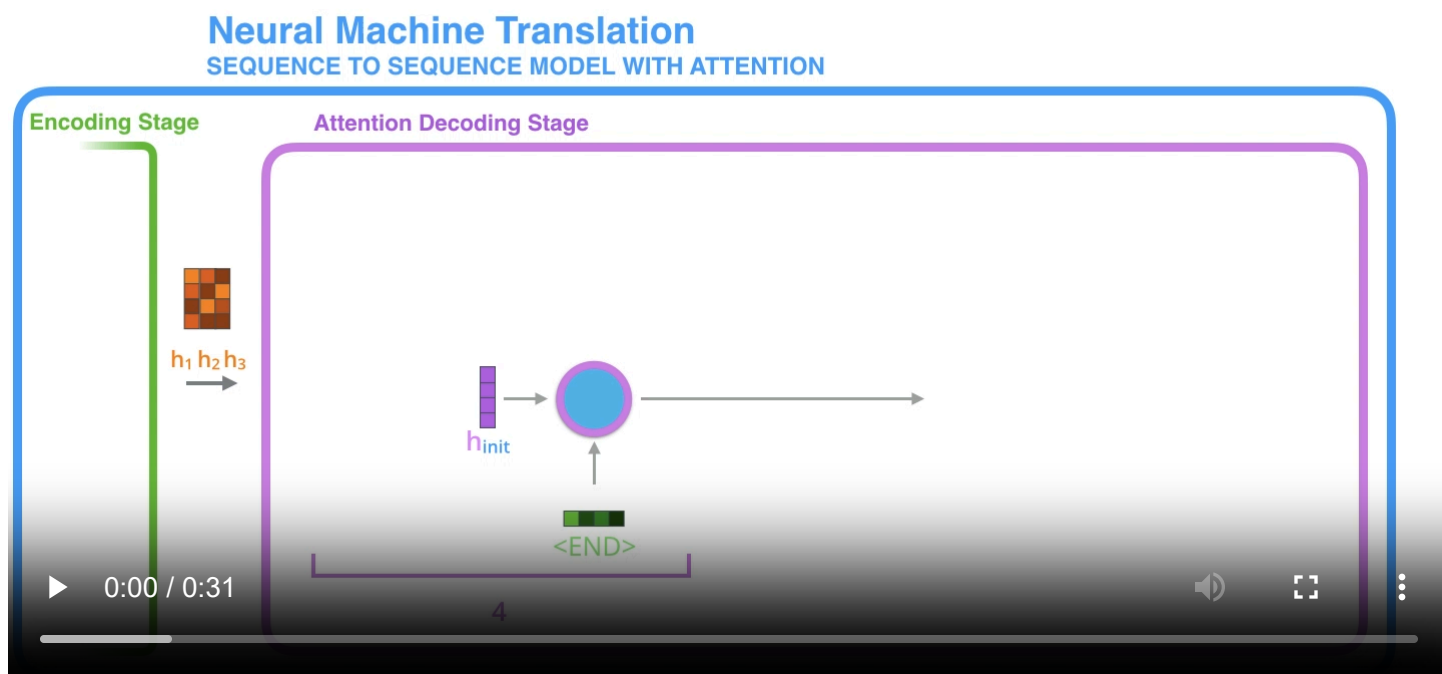 Neural Machine Translation
SEQUENCE TO SEQUENCE MODEL WITH ATTENTION
Encoding Stage
Attention Decoding Stage
h₁ h₂ h₃
hinit
<END>
4
0:00 / 0:31